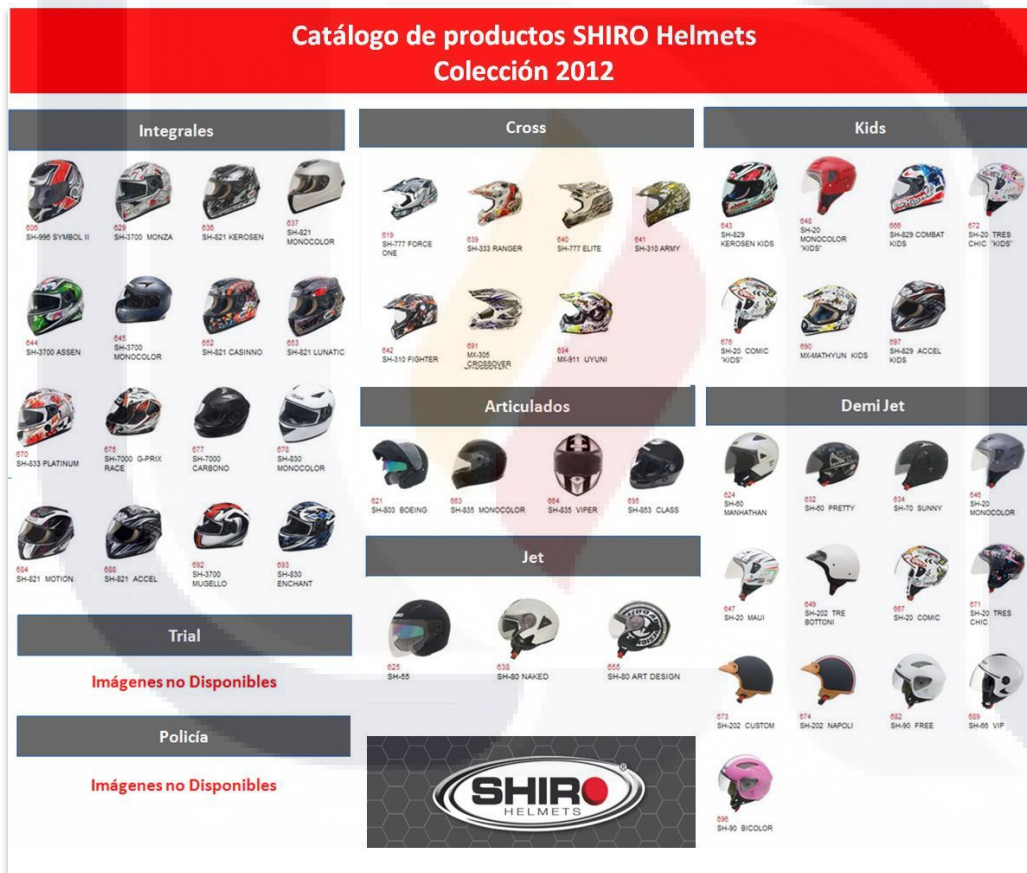 Catálogo de productos SHIRO Helmets
Colección 2012
Integrales
606
SH-996 SYMBOL II
629
SH-3700 MONZA
636
SH-821 KEROSEN
637
SH-821
MONOCOLOR
644
SH-3700 ASSEN
645
SH-3700
MONOCOLOR
652
SH-821 CASINNO
653
SH-821 LUNATIC
670
SH-833 PLATINUM
675
SH-7000 G-PRIX
RACE
677
SH-7000
CARBONO
678
SH-830
MONOCOLOR
684
SH-821 MOTION
688
SH-821 ACCEL
692
SH-3700
MUGELLO
693
SH-830
ENCHANT
Trial
Imágenes no Disponibles
Policía
Imágenes no Disponibles
Cross
619
SH-777 FORCE
ONE
639
SH-333 RANGER
640
SH-777 ELITE
641
SH-310 ARMY
642
SH-310 FIGHTER
691
MX-305
CROSSOVER
694
MX-911 UYUNI
Articulados
621
SH-803 BOEING
663
SH-835 MONOCOLOR
664
SH-835 VIPER
695
SH-853 CLASS
Jet
625
SH-55
638
SH-80 NAKED
655
SH-80 ART DESIGN
SHIRO
HELMETS
Kids
643
SH-829
KEROSEN KIDS
648
SH-20
MONOCOLOR
"KIDS"
666
SH-829 COMBAT
KIDS
672
SH-20 TRES
CHIC "KIDS"
676
SH-20 COMIC
"KIDS"
690
MX-MATHYUN KIDS
697
SH-829 ACCEL
KIDS
Demi Jet
624
SH-60
MANHATHAN
632
SH-60 PRETTY
634
SH-70 SUNNY
646
SH-20
MONOCOLOR
647
SH-20 MAUI
649
SH-202 TRE
BOTTONI
667
SH-20 COMIC
671
SH-20 TRES
CHIC
673
SH-202 CUSTOM
674
SH-202 NAPOLI
682
SH-90 FREE
689
SH-66 VIP
696
SH-90 BICOLOR